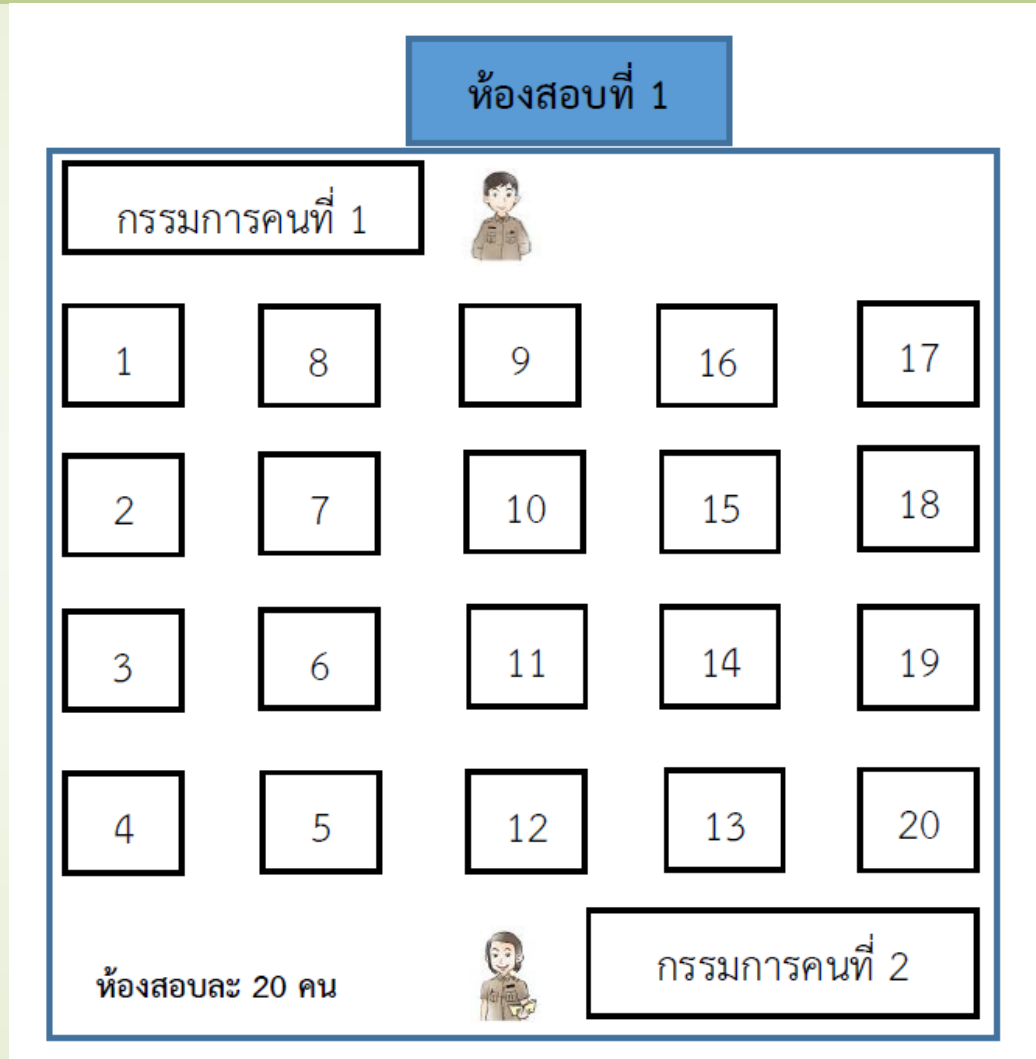 ห้องสอบที่ 1
กรรมการคนที่ 1
1 8 9 16 17
2 7 10 15 18
3 6 11 14 19
4 5 12 13 20
ห้องสอบละ 20 คน
กรรมการคนที่ 2